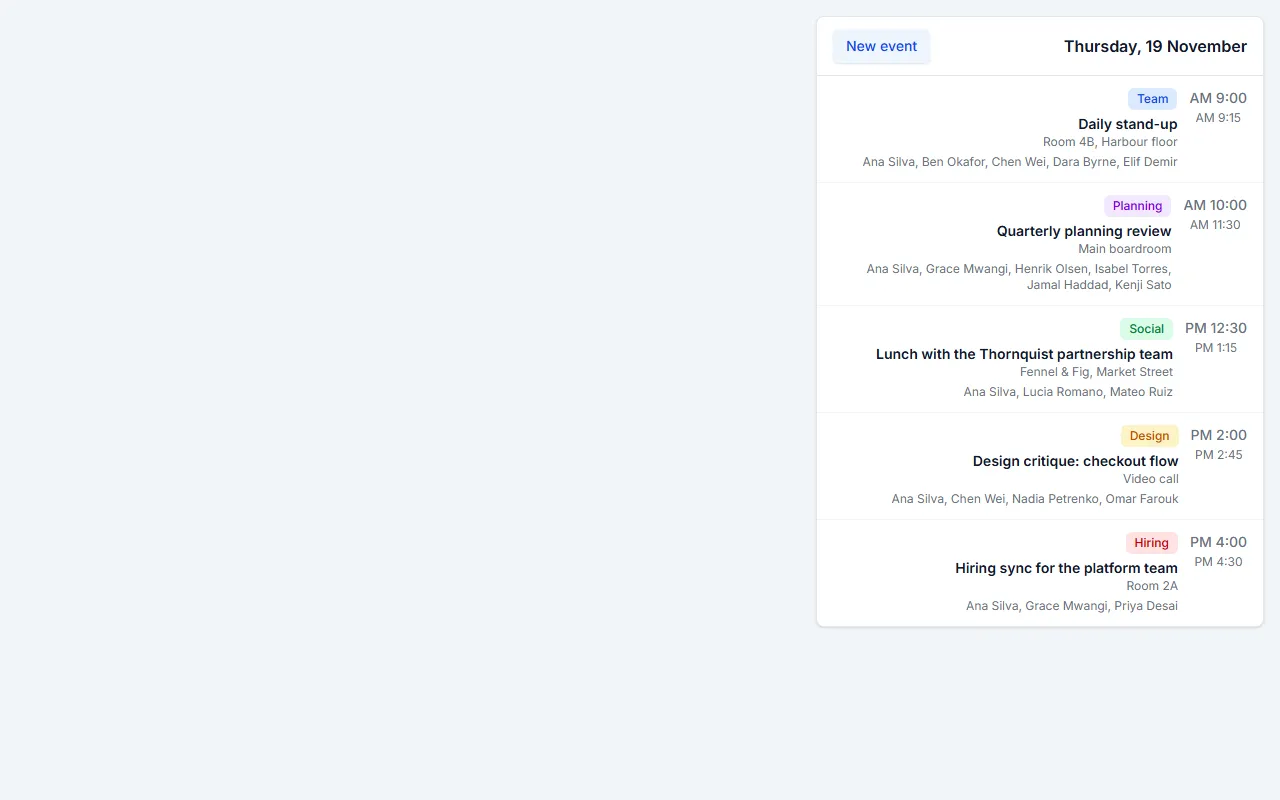 New event
Thursday, 19 November
AM 9:00
AM 9:15
Team
Daily stand-up
Room 4B, Harbour floor
Ana Silva, Ben Okafor, Chen Wei, Dara Byrne, Elif Demir
AM 10:00
AM 11:30
Planning
Quarterly planning review
Main boardroom
Ana Silva, Grace Mwangi, Henrik Olsen, Isabel Torres,
Jamal Haddad, Kenji Sato
PM 12:30
PM 1:15
Social
Lunch with the Thornquist partnership team
Fennel & Fig, Market Street
Ana Silva, Lucia Romano, Mateo Ruiz
PM 2:00
PM 2:45
Design
Design critique: checkout flow
Video call
Ana Silva, Chen Wei, Nadia Petrenko, Omar Farouk
PM 4:00
PM 4:30
Hiring
Hiring sync for the platform team
Room 2A
Ana Silva, Grace Mwangi, Priya Desai